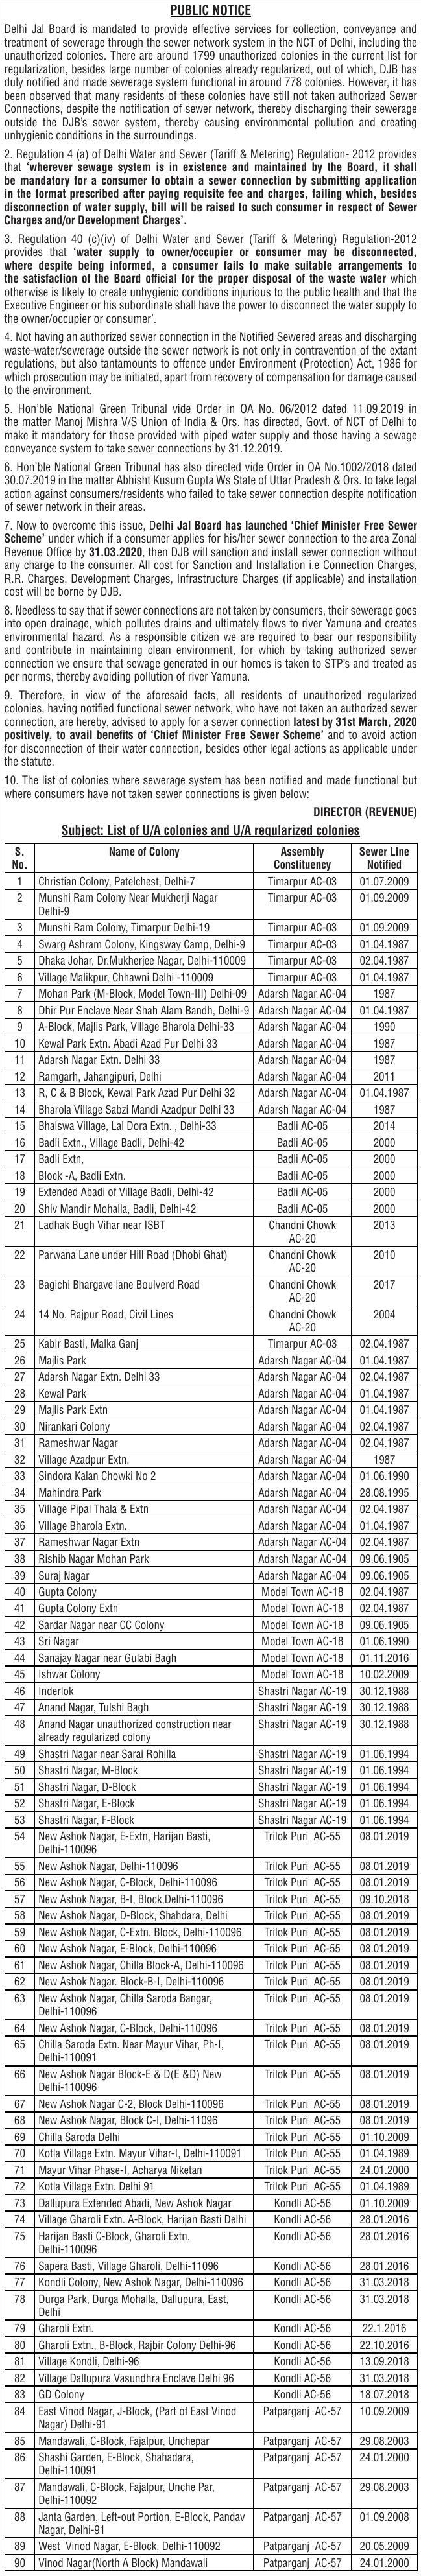 PUBLIC NOTICE
Delhi Jal Board is mandated to provide effective services for collection, conveyance and
treatment of sewerage through the sewer network system in the NCT of Delhi, including the
unauthorized colonies. There are around 1799 unauthorized colonies in the current list for
regularization, besides large number of colonies already regularized, out of which, DJB has
duly notified and made sewerage system functional in around 778 colonies. However, it has
been observed that many residents of these colonies have still not taken authorized Sewer
Connections, despite the notification of sewer network, thereby discharging their sewerage
outside the DJB's sewer system, thereby causing environmental pollution and creating
unhygienic conditions in the surroundings.
2. Regulation 4 (a) of Delhi Water and Sewer (Tariff & Metering) Regulation- 2012 provides
that 'wherever sewage system is in existence and maintained by the Board, it shall
be mandatory for a consumer to obtain a sewer connection by submitting application
in the format prescribed after paying requisite fee and charges, failing which, besides
disconnection of water supply, bill will be raised to such consumer in respect of Sewer
Charges and/or Development Charges'.
3. Regulation 40 (c)(iv) of Delhi Water and Sewer (Tariff & Metering) Regulation-2012
provides that 'water supply to owner/occupier or consumer may be disconnected,
where despite being informed, a consumer fails to make suitable arrangements to
the satisfaction of the Board official for the proper disposal of the waste water which
otherwise is likely to create unhygienic conditions injurious to the public health and that the
Executive Engineer or his subordinate shall have the power to disconnect the water supply to
the owner/occupier or consumer'.
4. Not having an authorized sewer connection in the Notified Sewered areas and discharging
waste-water/sewerage outside the sewer network is not only in contravention of the extant
regulations, but also tantamounts to offence under Environment (Protection) Act, 1986 for
which prosecution may be initiated, apart from recovery of compensation for damage caused
to the environment.
5. Hon'ble National Green Tribunal vide Order in OA No. 06/2012 dated 11.09.2019 in
the matter Manoj Mishra V/S Union of India & Ors. has directed, Govt. of NCT of Delhi to
make it mandatory for those provided with piped water supply and those having a sewage
conveyance system to take sewer connections by 31.12.2019.
6. Hon'ble National Green Tribunal has also directed vide Order in OA No.1002/2018 dated
30.07.2019 in the matter Abhisht Kusum Gupta Ws State of Uttar Pradesh & Ors. to take legal
action against consumers/residents who failed to take sewer connection despite notification
of sewer network in their areas.
7. Now to overcome this issue, Delhi Jal Board has launched 'Chief Minister Free Sewer
Scheme' under which if a consumer applies for his/her sewer connection to the area Zonal
Revenue Office by 31.03.2020, then DJB will sanction and install sewer connection without
any charge to the consumer. All cost for Sanction and Installation i.e Connection Charges,
R.R. Charges, Development Charges, Infrastructure Charges (if applicable) and installation
cost will be borne by DJB.
8. Needless to say that if sewer connections are not taken by consumers, their sewerage goes
into open drainage, which pollutes drains and ultimately flows to river Yamuna and creates
environmental hazard. As a responsible citizen we are required to bear our responsibility
and contribute in maintaining clean environment, for which by taking authorized sewer
connection we ensure that sewage generated in our homes is taken to STP's and treated as
per norms, thereby avoiding pollution of river Yamuna.
9. Therefore, in view of the aforesaid facts, all residents of unauthorized regularized
colonies, having notified functional sewer network, who have not taken an authorized sewer
connection, are hereby, advised to apply for a sewer connection latest by 31st March, 2020
positively, to avail benefits of 'Chief Minister Free Sewer Scheme' and to avoid action
for disconnection of their water connection, besides other legal actions as applicable under
the statute.
10. The list of colonies where sewerage system has been notified and made functional but
where consumers have not taken sewer connections is given below:
DIRECTOR (REVENUE)
Subject: List of U/A colonies and U/A regularized colonies
S. Name of Colony Assembly Sewer Line
No. Constituency Notified
1 Christian Colony, Patelchest, Delhi-7 Timarpur AC-03 01.07.2009
2 Munshi Ram Colony Near Mukherji Nagar Timarpur AC-03 01.09.2009
Delhi-9
3 Munshi Ram Colony, Timarpur Delhi-19 Timarpur AC-03 01.09.2009
4 Swarg Ashram Colony, Kingsway Camp, Delhi-9 Timarpur AC-03 01.04.1987
5 Dhaka Johar, Dr.Mukherjee Nagar, Delhi-110009 Timarpur AC-03 02.04.1987
6 Village Malikpur, Chhawni Delhi -110009 Timarpur AC-03 01.04.1987
7 Mohan Park (M-Block, Model Town-III) Delhi-09 Adarsh Nagar AC-04 1987
8 Dhir Pur Enclave Near Shah Alam Bandh, Delhi-9 Adarsh Nagar AC-04 01.04.1987
9 A-Block, Majlis Park, Village Bharola Delhi-33 Adarsh Nagar AC-04 1990
10 Kewal Park Extn. Abadi Azad Pur Delhi 33 Adarsh Nagar AC-04 1987
11 Adarsh Nagar Extn. Delhi 33 Adarsh Nagar AC-04 1987
12 Ramgarh, Jahangipuri, Delhi Adarsh Nagar AC-04 2011
13 R, C & B Block, Kewal Park Azad Pur Delhi 32 Adarsh Nagar AC-04 01.04.1987
14 Bharola Village Sabzi Mandi Azadpur Delhi 33 Adarsh Nagar AC-04 1987
15 Bhalswa Village, Lal Dora Extn. , Delhi-33 Badli AC-05 2014
16 Badli Extn., Village Badli, Delhi-42 Badli AC-05 2000
17 Badli Extn, Badli AC-05 2000
18 Block -A, Badli Extn. Badli AC-05 2000
19 Extended Abadi of Village Badli, Delhi-42 Badli AC-05 2000
20 Shiv Mandir Mohalla, Badli, Delhi-42 Badli AC-05 2000
21 Ladhak Bugh Vihar near ISBT Chandni Chowk 2013
AC-20
22 Parwana Lane under Hill Road (Dhobi Ghat) Chandni Chowk 2010
AC-20
23 Bagichi Bhargave lane Boulverd Road Chandni Chowk 2017
AC-20
24 14 No. Rajpur Road, Civil Lines Chandni Chowk 2004
AC-20
25 Kabir Basti, Malka Ganj Timarpur AC-03 02.04.1987
26 Majlis Park Adarsh Nagar AC-04 01.04.1987
27 Adarsh Nagar Extn. Delhi 33 Adarsh Nagar AC-04 02.04.1987
28 Kewal Park Adarsh Nagar AC-04 01.04.1987
29 Majlis Park Extn Adarsh Nagar AC-04 01.04.1987
30 Nirankari Colony Adarsh Nagar AC-04 02.04.1987
31 Rameshwar Nagar Adarsh Nagar AC-04 02.04.1987
32 Village Azadpur Extn. Adarsh Nagar AC-04 1987
33 Sindora Kalan Chowki No 2 Adarsh Nagar AC-04 01.06.1990
34 Mahindra Park Adarsh Nagar AC-04 28.08.1995
35 Village Pipal Thala & Extn Adarsh Nagar AC-04 02.04.1987
36 Village Bharola Extn. Adarsh Nagar AC-04 01.04.1987
37 Rameshwar Nagar Extn Adarsh Nagar AC-04 02.04.1987
38 Rishib Nagar Mohan Park Adarsh Nagar AC-04 09.06.1905
39 Suraj Nagar Adarsh Nagar AC-04 09.06.1905
40 Gupta Colony Model Town AC-18 02.04.1987
41 Gupta Colony Extn Model Town AC-18 02.04.1987
42 Sardar Nagar near CC Colony Model Town AC-18 09.06.1905
43 Sri Nagar Model Town AC-18 01.06.1990
44 Sanajay Nagar near Gulabi Bagh Model Town AC-18 01.11.2016
45 Ishwar Colony Model Town AC-18 10.02.2009
46 Inderlok Shastri Nagar AC-19 30.12.1988
47 Anand Nagar, Tulshi Bagh Shastri Nagar AC-19 30.12.1988
48 Anand Nagar unauthorized construction near Shastri Nagar AC-19 30.12.1988
already regularized colony
49 Shastri Nagar near Sarai Rohilla Shastri Nagar AC-19 01.06.1994
50 Shastri Nagar, M-Block Shastri Nagar AC-19 01.06.1994
51 Shastri Nagar, D-Block Shastri Nagar AC-19 01.06.1994
52 Shastri Nagar, E-Block Shastri Nagar AC-19 01.06.1994
53 Shastri Nagar, F-Block Shastri Nagar AC-19 01.06.1994
54 New Ashok Nagar, E-Extn, Harijan Basti, Trilok Puri AC-55 08.01.2019
Delhi-110096
55 New Ashok Nagar, Delhi-110096 Trilok Puri AC-55 08.01.2019
56 New Ashok Nagar, C-Block, Delhi-110096 Trilok Puri AC-55 08.01.2019
57 New Ashok Nagar, B-I, Block,Delhi-110096 Trilok Puri AC-55 09.10.2018
58 New Ashok Nagar, D-Block, Shahdara, Delhi Trilok Puri AC-55 08.01.2019
59 New Ashok Nagar, C-Extn. Block, Delhi-110096 Trilok Puri AC-55 08.01.2019
60 New Ashok Nagar, E-Block, Delhi-110096 Trilok Puri AC-55 08.01.2019
61 New Ashok Nagar, Chilla Block-A, Delhi-110096 Trilok Puri AC-55 08.01.2019
62 New Ashok Nagar. Block-B-I, Delhi-110096 Trilok Puri AC-55 08.01.2019
63 New Ashok Nagar, Chilla Saroda Bangar, Trilok Puri AC-55 08.01.2019
Delhi-110096
64 New Ashok Nagar, C-Block, Delhi-110096 Trilok Puri AC-55 08.01.2019
65 Chilla Saroda Extn. Near Mayur Vihar, Ph-I, Trilok Puri AC-55 08.01.2019
Delhi-110091
66 New Ashok Nagar Block-E & D(E &D) New Trilok Puri AC-55 08.01.2019
Delhi-110096
67 New Ashok Nagar C-2, Block Delhi-110096 Trilok Puri AC-55 08.01.2019
68 New Ashok Nagar, Block C-I, Delhi-11096 Trilok Puri AC-55 08.01.2019
69 Chilla Saroda Delhi Trilok Puri AC-55 01.10.2009
70 Kotla Village Extn. Mayur Vihar-I, Delhi-110091 Trilok Puri AC-55 01.04.1989
71 Mayur Vihar Phase-I, Acharya Niketan Trilok Puri AC-55 24.01.2000
72 Kotla Village Extn. Delhi 91 Trilok Puri AC-55 01.04.1989
73 Dallupura Extended Abadi, New Ashok Nagar Kondli AC-56 01.10.2009
74 Village Gharoli Extn. A-Block, Harijan Basti Delhi Kondli AC-56 28.01.2016
75 Harijan Basti C-Block, Gharoli Extn. Kondli AC-56 28.01.2016
Delhi-110096
76 Sapera Basti, Village Gharoli, Delhi-11096 Kondli AC-56 28.01.2016
77 Kondli Colony, New Ashok Nagar, Delhi-110096 Kondli AC-56 31.03.2018
78 Durga Park, Durga Mohalla, Dallupura, East, Kondli AC-56 31.03.2018
Delhi
79 Gharoli Extn. Kondli AC-56 22.1.2016
80 Gharoli Extn., B-Block, Rajbir Colony Delhi-96 Kondli AC-56 22.10.2016
81 Village Kondli, Delhi-96 Kondli AC-56 13.09.2018
82 Village Dallupura Vasundhra Enclave Delhi 96 Kondli AC-56 31.03.2018
83 GD Colony Kondli AC-56 18.07.2018
84 East Vinod Nagar, J-Block, (Part of East Vinod Patparganj AC-57 10.09.2009
Nagar) Delhi-91
85 Mandawali, C-Block, Fajalpur, Unchepar Patparganj AC-57 29.08.2003
86 Shashi Garden, E-Block, Shahadara, Patparganj AC-57 24.01.2000
Delhi-110091
87 Mandawali, C-Block, Fajalpur, Unche Par, Patparganj AC-57 29.08.2003
Delhi-110092
88 Janta Garden, Left-out Portion, E-Block, Pandav Patparganj AC-57 01.09.2008
Nagar, Delhi-91
89 West Vinod Nagar, E-Block, Delhi-110092 Patparganj AC-57 20.05.2009
90 Vinod Nagar(North A Block) Mandawali Patparganj AC-57 24.01.2000